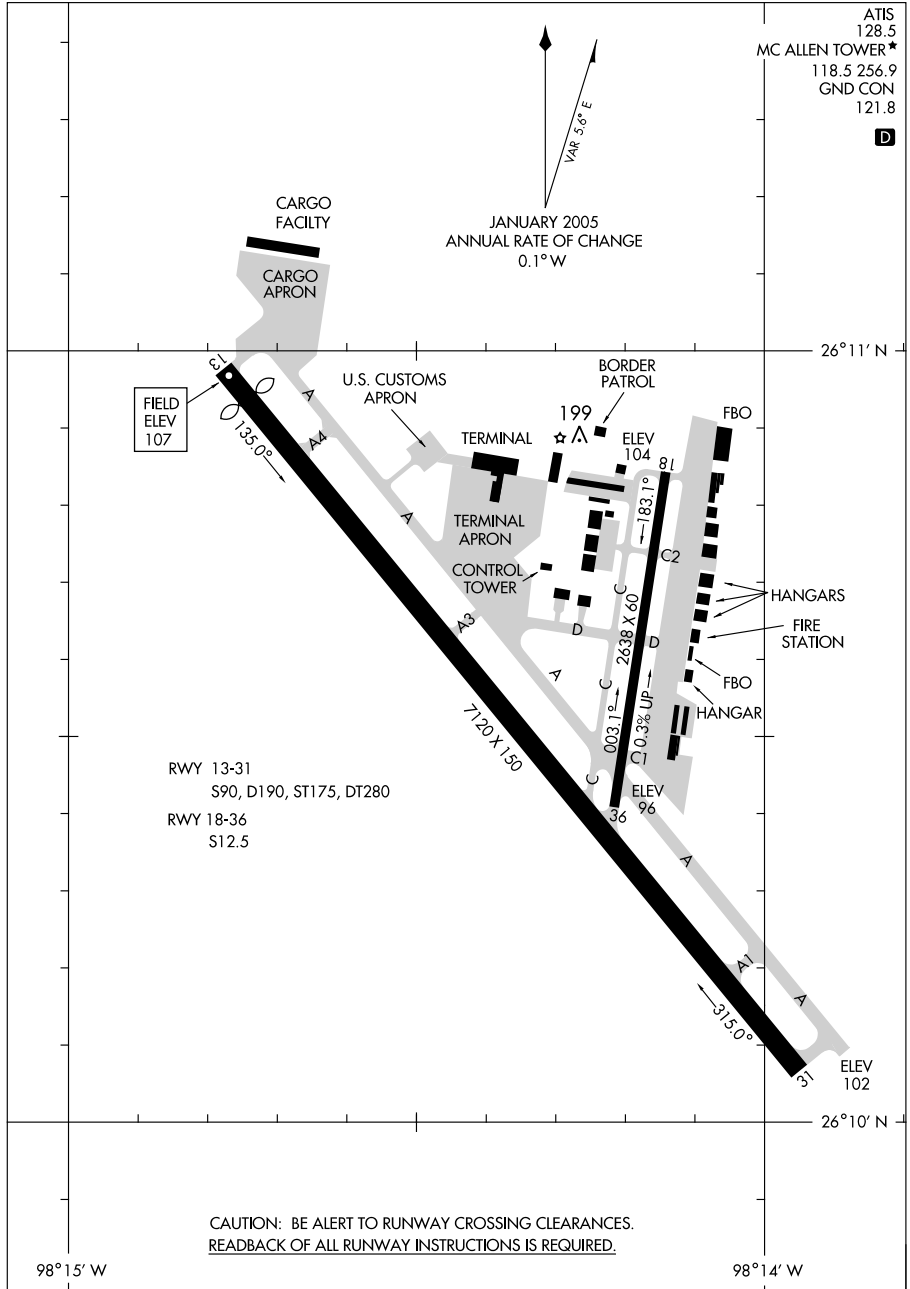 ATIS
128.5
MC ALLEN TOWER★
118.5 256.9
GND CON
121.8
D
VAR 5.6° E
JANUARY 2005
ANNUAL RATE OF CHANGE
0.1° W
CARGO
FACILTY
CARGO
APRON
26°11' N
13
FIELD
ELEV
107
135.0°
A
A4
U.S. CUSTOMS
APRON
TERMINAL
199
BORDER
PATROL
ELEV
104
18
FBO
183.1°
A
TERMINAL
APRON
CONTROL
TOWER
C2
C
2638 X 60
HANGARS
FIRE
STATION
A3
D
D
FBO
A
C
003.1°
0.3% UP
HANGAR
7120 X 150
C1
C
ELEV
96
36
RWY 13-31
S90, D190, ST175, DT280
RWY 18-36
S12.5
A
A1
A
315.0°
ELEV
102
31
26°10' N
CAUTION: BE ALERT TO RUNWAY CROSSING CLEARANCES.
READBACK OF ALL RUNWAY INSTRUCTIONS IS REQUIRED.
98°15' W
98°14' W